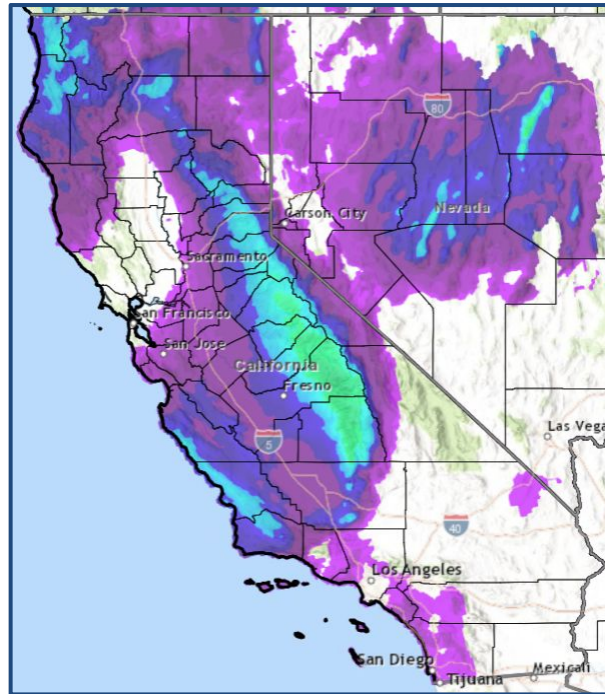 80
Carson City
Nevada
Sacramento
San Francisco
San Jose
California
Fresno
5
Las Vega
40
Los Angeles
San Diego
Tijuana
Mexicali